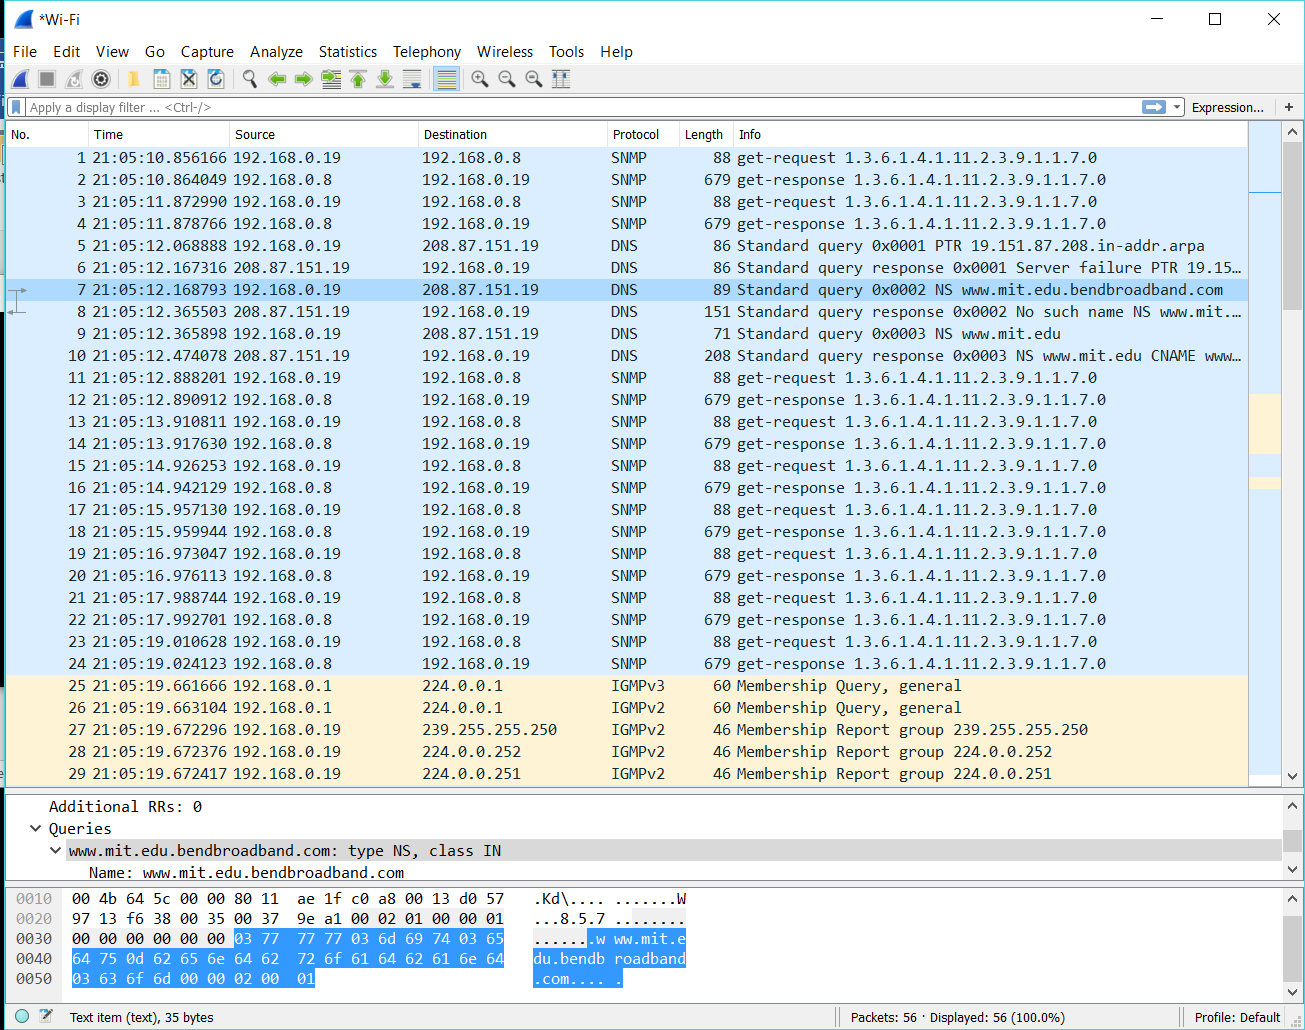 *Wi-Fi
File Edit View Go Capture Analyze Statistics Telephony Wireless Tools Help
Apply a display filter ... <Ctrl-/> Expression... +
No. Time Source Destination Protocol Length Info
1 21:05:10.856166 192.168.0.19 192.168.0.8 SNMP 88 get-request 1.3.6.1.4.1.11.2.3.9.1.1.7.0
2 21:05:10.864049 192.168.0.8 192.168.0.19 SNMP 679 get-response 1.3.6.1.4.1.11.2.3.9.1.1.7.0
3 21:05:11.872990 192.168.0.19 192.168.0.8 SNMP 88 get-request 1.3.6.1.4.1.11.2.3.9.1.1.7.0
4 21:05:11.878766 192.168.0.8 192.168.0.19 SNMP 679 get-response 1.3.6.1.4.1.11.2.3.9.1.1.7.0
5 21:05:12.068888 192.168.0.19 208.87.151.19 DNS 86 Standard query 0x0001 PTR 19.151.87.208.in-addr.arpa
6 21:05:12.167316 208.87.151.19 192.168.0.19 DNS 86 Standard query response 0x0001 Server failure PTR 19.15...
7 21:05:12.168793 192.168.0.19 208.87.151.19 DNS 89 Standard query 0x0002 NS www.mit.edu.bendbroadband.com
8 21:05:12.365503 208.87.151.19 192.168.0.19 DNS 151 Standard query response 0x0002 No such name NS www.mit....
9 21:05:12.365898 192.168.0.19 208.87.151.19 DNS 71 Standard query 0x0003 NS www.mit.edu
10 21:05:12.474078 208.87.151.19 192.168.0.19 DNS 208 Standard query response 0x0003 NS www.mit.edu CNAME www...
11 21:05:12.888201 192.168.0.19 192.168.0.8 SNMP 88 get-request 1.3.6.1.4.1.11.2.3.9.1.1.7.0
12 21:05:12.890912 192.168.0.8 192.168.0.19 SNMP 679 get-response 1.3.6.1.4.1.11.2.3.9.1.1.7.0
13 21:05:13.910811 192.168.0.19 192.168.0.8 SNMP 88 get-request 1.3.6.1.4.1.11.2.3.9.1.1.7.0
14 21:05:13.917630 192.168.0.8 192.168.0.19 SNMP 679 get-response 1.3.6.1.4.1.11.2.3.9.1.1.7.0
15 21:05:14.926253 192.168.0.19 192.168.0.8 SNMP 88 get-request 1.3.6.1.4.1.11.2.3.9.1.1.7.0
16 21:05:14.942129 192.168.0.8 192.168.0.19 SNMP 679 get-response 1.3.6.1.4.1.11.2.3.9.1.1.7.0
17 21:05:15.957130 192.168.0.19 192.168.0.8 SNMP 88 get-request 1.3.6.1.4.1.11.2.3.9.1.1.7.0
18 21:05:15.959944 192.168.0.8 192.168.0.19 SNMP 679 get-response 1.3.6.1.4.1.11.2.3.9.1.1.7.0
19 21:05:16.973047 192.168.0.19 192.168.0.8 SNMP 88 get-request 1.3.6.1.4.1.11.2.3.9.1.1.7.0
20 21:05:16.976113 192.168.0.8 192.168.0.19 SNMP 679 get-response 1.3.6.1.4.1.11.2.3.9.1.1.7.0
21 21:05:17.988744 192.168.0.19 192.168.0.8 SNMP 88 get-request 1.3.6.1.4.1.11.2.3.9.1.1.7.0
22 21:05:17.992701 192.168.0.8 192.168.0.19 SNMP 679 get-response 1.3.6.1.4.1.11.2.3.9.1.1.7.0
23 21:05:19.010628 192.168.0.19 192.168.0.8 SNMP 88 get-request 1.3.6.1.4.1.11.2.3.9.1.1.7.0
24 21:05:19.024123 192.168.0.8 192.168.0.19 SNMP 679 get-response 1.3.6.1.4.1.11.2.3.9.1.1.7.0
25 21:05:19.661666 192.168.0.1 224.0.0.1 IGMPv3 60 Membership Query, general
26 21:05:19.663104 192.168.0.1 224.0.0.1 IGMPv2 60 Membership Query, general
27 21:05:19.672296 192.168.0.19 239.255.255.250 IGMPv2 46 Membership Report group 239.255.255.250
28 21:05:19.672376 192.168.0.19 224.0.0.252 IGMPv2 46 Membership Report group 224.0.0.252
29 21:05:19.672417 192.168.0.19 224.0.0.251 IGMPv2 46 Membership Report group 224.0.0.251
Additional RRs: 0
Queries
www.mit.edu.bendbroadband.com: type NS, class IN
Name: www.mit.edu.bendbroadband.com
0010 00 4b 64 5c 00 00 80 11 ae 1f c0 a8 00 13 d0 57 .Kd\.... .......W
0020 97 13 f6 38 00 35 00 37 9e a1 00 02 01 00 00 01 ...8.5.7 ........
0030 00 00 00 00 00 00 03 77 77 77 03 6d 69 74 03 65 .......w ww.mit.e
0040 64 75 0d 62 65 6e 64 62 72 6f 61 64 62 61 6e 64 du.bendb roadband
0050 03 63 6f 6d 00 00 02 00 01 .com.... .
Text item (text), 35 bytes Packets: 56 · Displayed: 56 (100.0%) Profile: Default